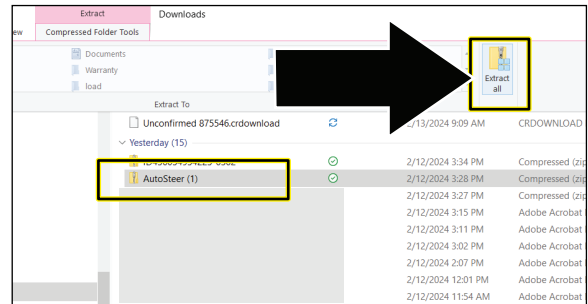 Extract
Downloads
ew
Compressed Folder Tools
Documents
Warranty
load
Extract
all
Extract To
Unconfirmed 875546.crdownload
2/13/2024 9:09 AM
CRDOWNLOAD
Yesterday (15)
2/12/2024 3:34 PM
Compressed (zip
AutoSteer (1)
2/12/2024 3:28 PM
Compressed (zip
2/12/2024 3:27 PM
Compressed (zip
2/12/2024 3:15 PM
Adobe Acrobat
2/12/2024 3:11 PM
Adobe Acrobat
2/12/2024 3:02 PM
Adobe Acrobat
2/12/2024 2:07 PM
Adobe Acrobat
2/12/2024 12:01 PM
Adobe Acrobat
2/12/2024 11:54 AM
Adobe Acrobat